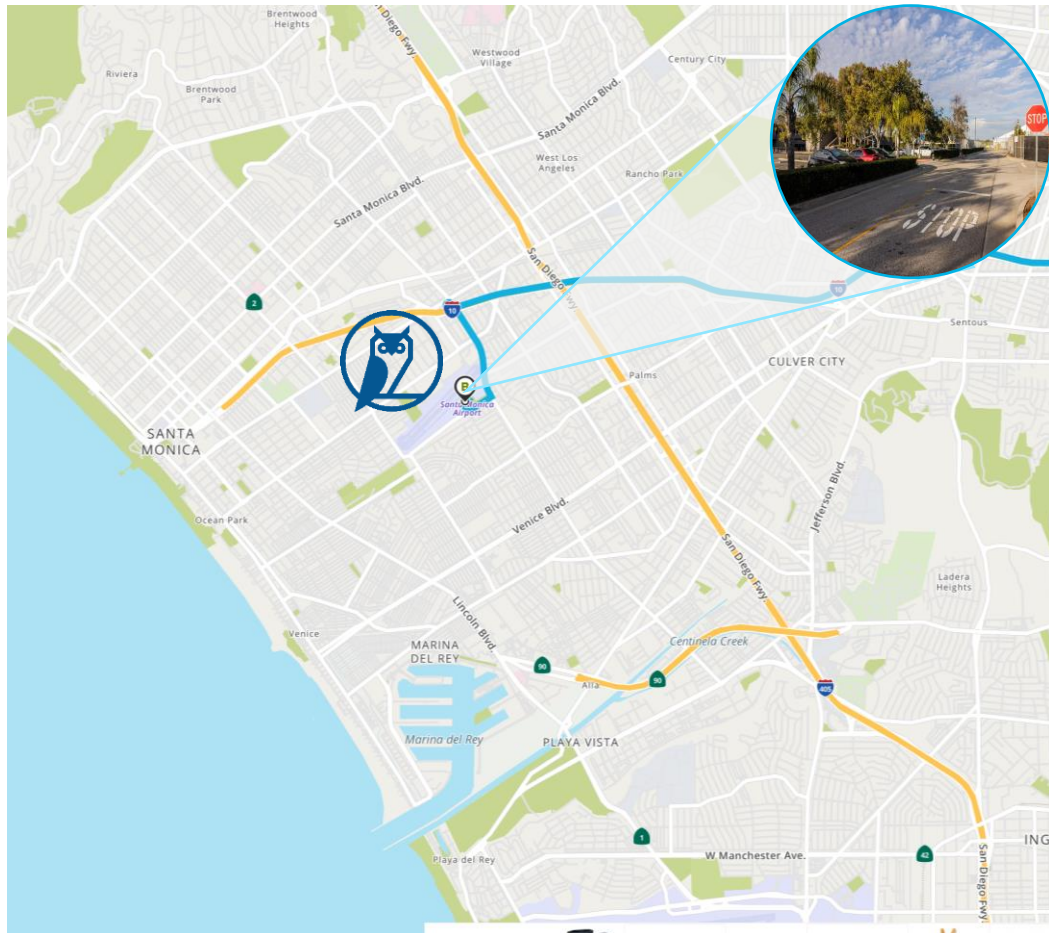 Brentwood
Heights
San Diego Fwy.
Westwood
Village
Century City
Riviera
Brentwood
Park
Santa Monica Blvd.
STOP
STOP
West Los
Angeles
Rancho Park
Santa Monica Blvd.
San Diego Fwy.
10
2
10
Sentous
CULVER CITY
Palms
B
Santa Monica
Airport
SANTA
MONICA
Jefferson Blvd.
Ocean Park
Venice Blvd.
San Diego Fwy.
Ladera
Heights
Lincoln Blvd.
Venice
Centinela Creek
MARINA
DEL REY
90
90
Alla
405
Marina del Rey
PLAYA VISTA
1
ING
W Manchester Ave.
42
Playa del Rey
San Diego Fwy